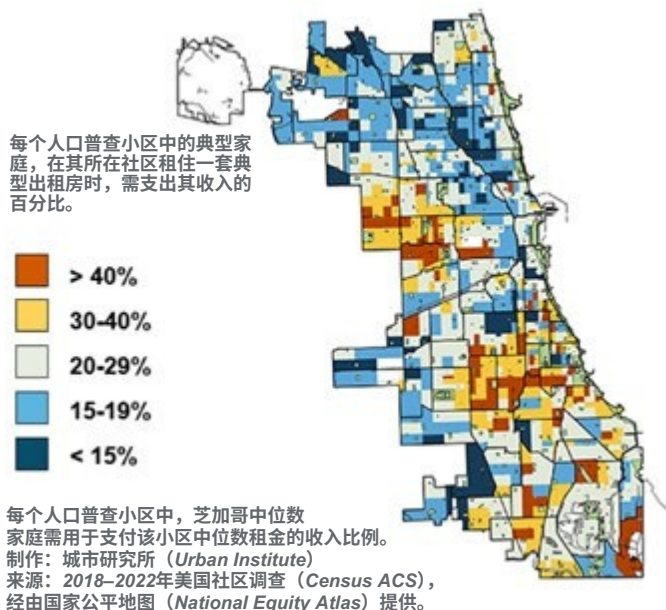 每个人口普查小区中的典型家
庭，在其所在社区租住一套典
型出租房时，需支出其收入的
百分比。
> 40%
30-40%
20-29%
15-19%
< 15%
每个人口普查小区中，芝加哥中位数
家庭需用于支付该小区中位数租金的收入比例。
制作：城市研究所（Urban Institute）
来源：2018–2022年美国社区调查（Census ACS），
经由国家公平地图（National Equity Atlas）提供。